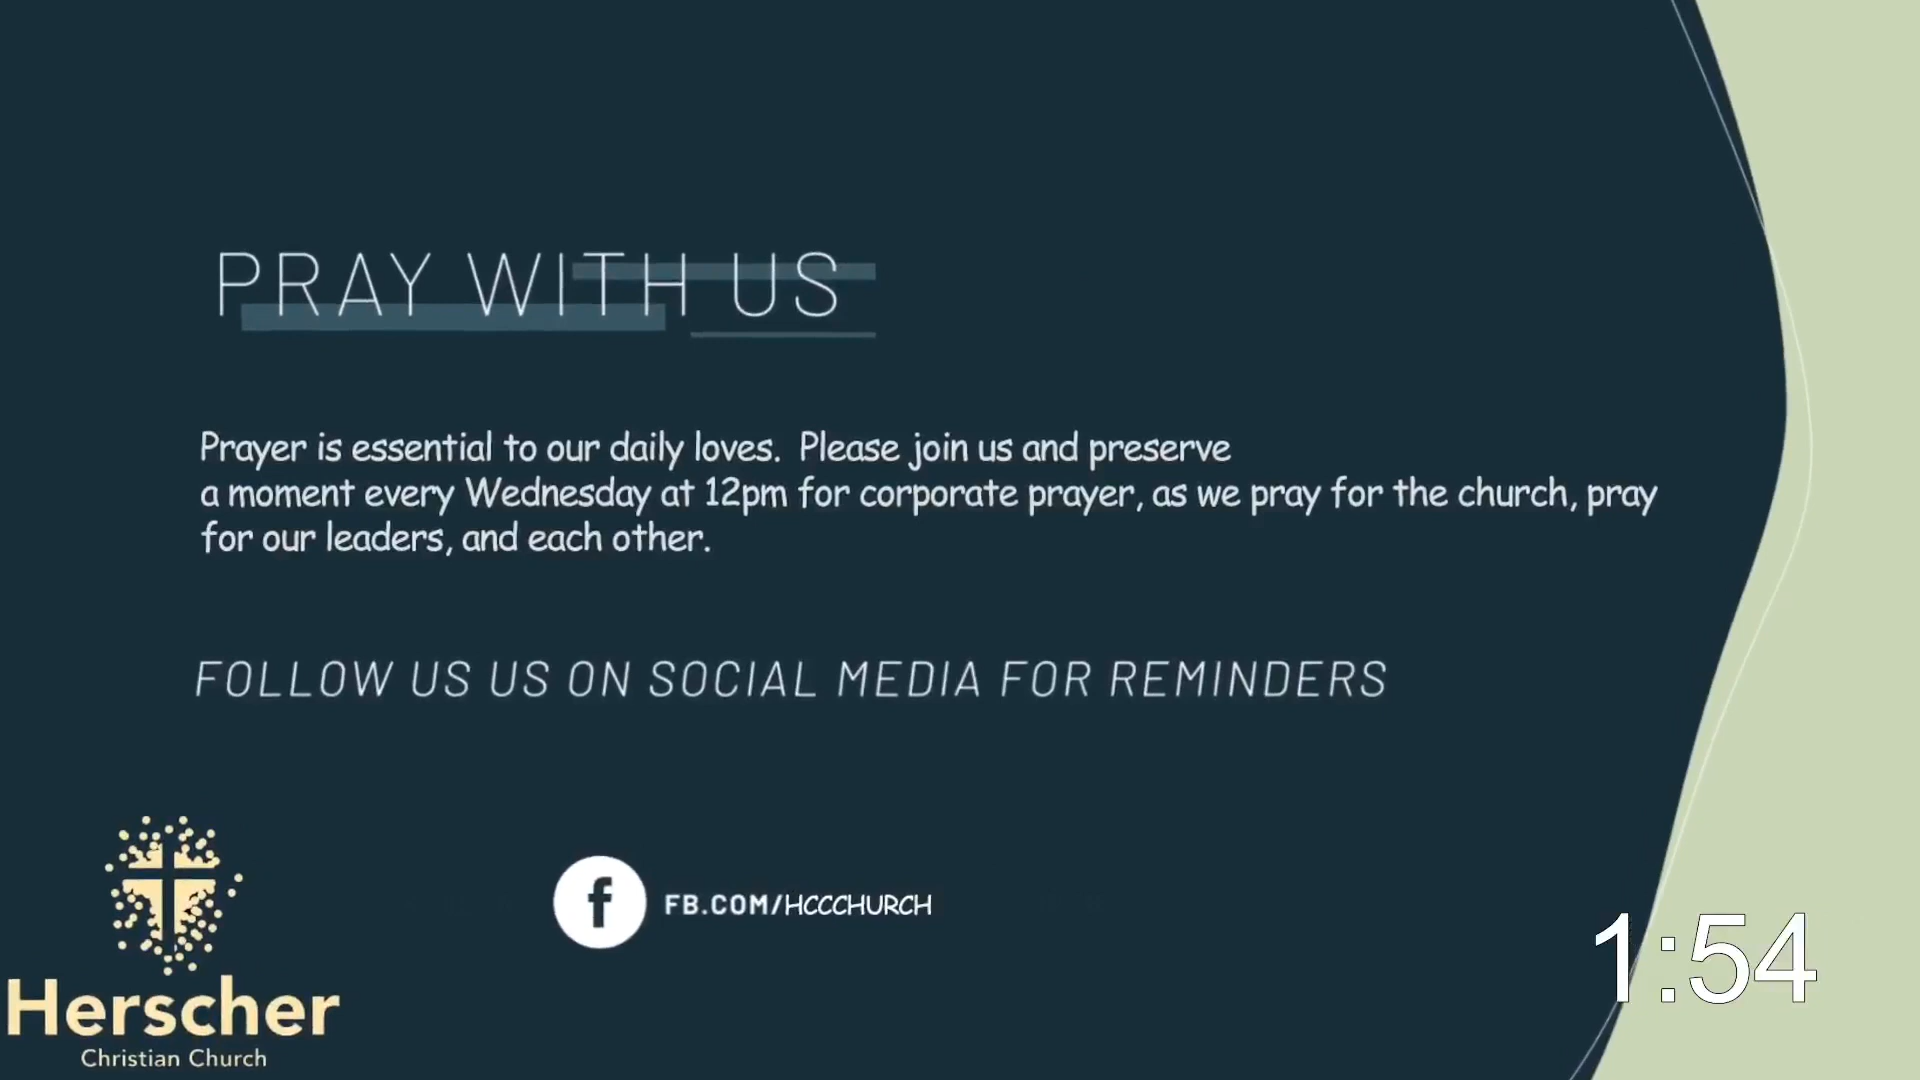 PRAY WITH US
Prayer is essential to our daily loves.  Please join us and preserve
a moment every Wednesday at 12pm for corporate prayer, as we pray for the church, pray
for our leaders, and each other.
FOLLOW US US ON SOCIAL MEDIA FOR REMINDERS
f FB.COM/HCCCHURCH
1:54
Herscher
Christian Church